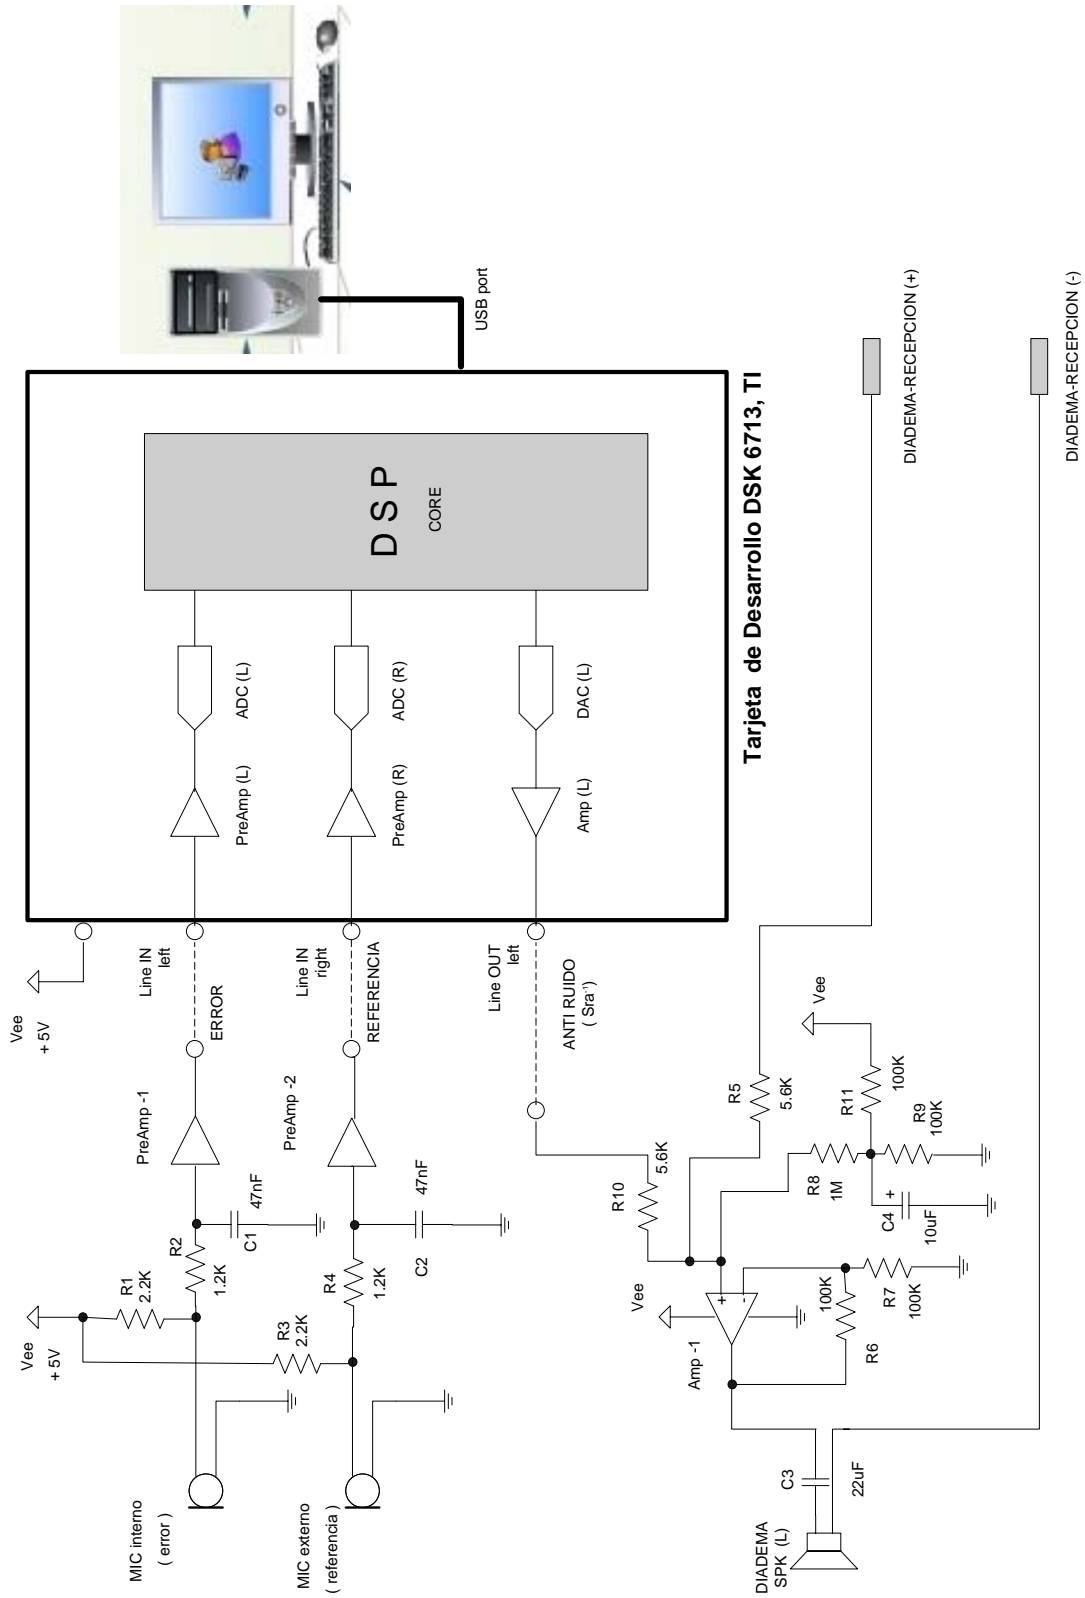 MIC interno
( error )
MIC externo
( referencia )
Vee
+ 5V
R1
2.2K
R2
1.2K
C1
47nF
PreAmp -1
R3
2.2K
R4
1.2K
C2
47nF
PreAmp -2
Vee
+ 5V
ERROR
Line IN
left
REFERENCIA
Line IN
right
ANTI RUIDO
( Sra⁻¹)
Line OUT
left
PreAmp (L)
ADC (L)
PreAmp (R)
ADC (R)
Amp (L)
DAC (L)
D S P
CORE
USB port
Tarjeta de Desarrollo DSK 6713, TI
DIADEMA
SPK (L)
C3
22uF
Amp -1
Vee
+
-
R6
100K
R7
100K
R10
5.6K
R5
5.6K
R8
1M
C4
+
10uF
R9
100K
R11
100K
Vee
DIADEMA-RECEPCION (+)
DIADEMA-RECEPCION (-)